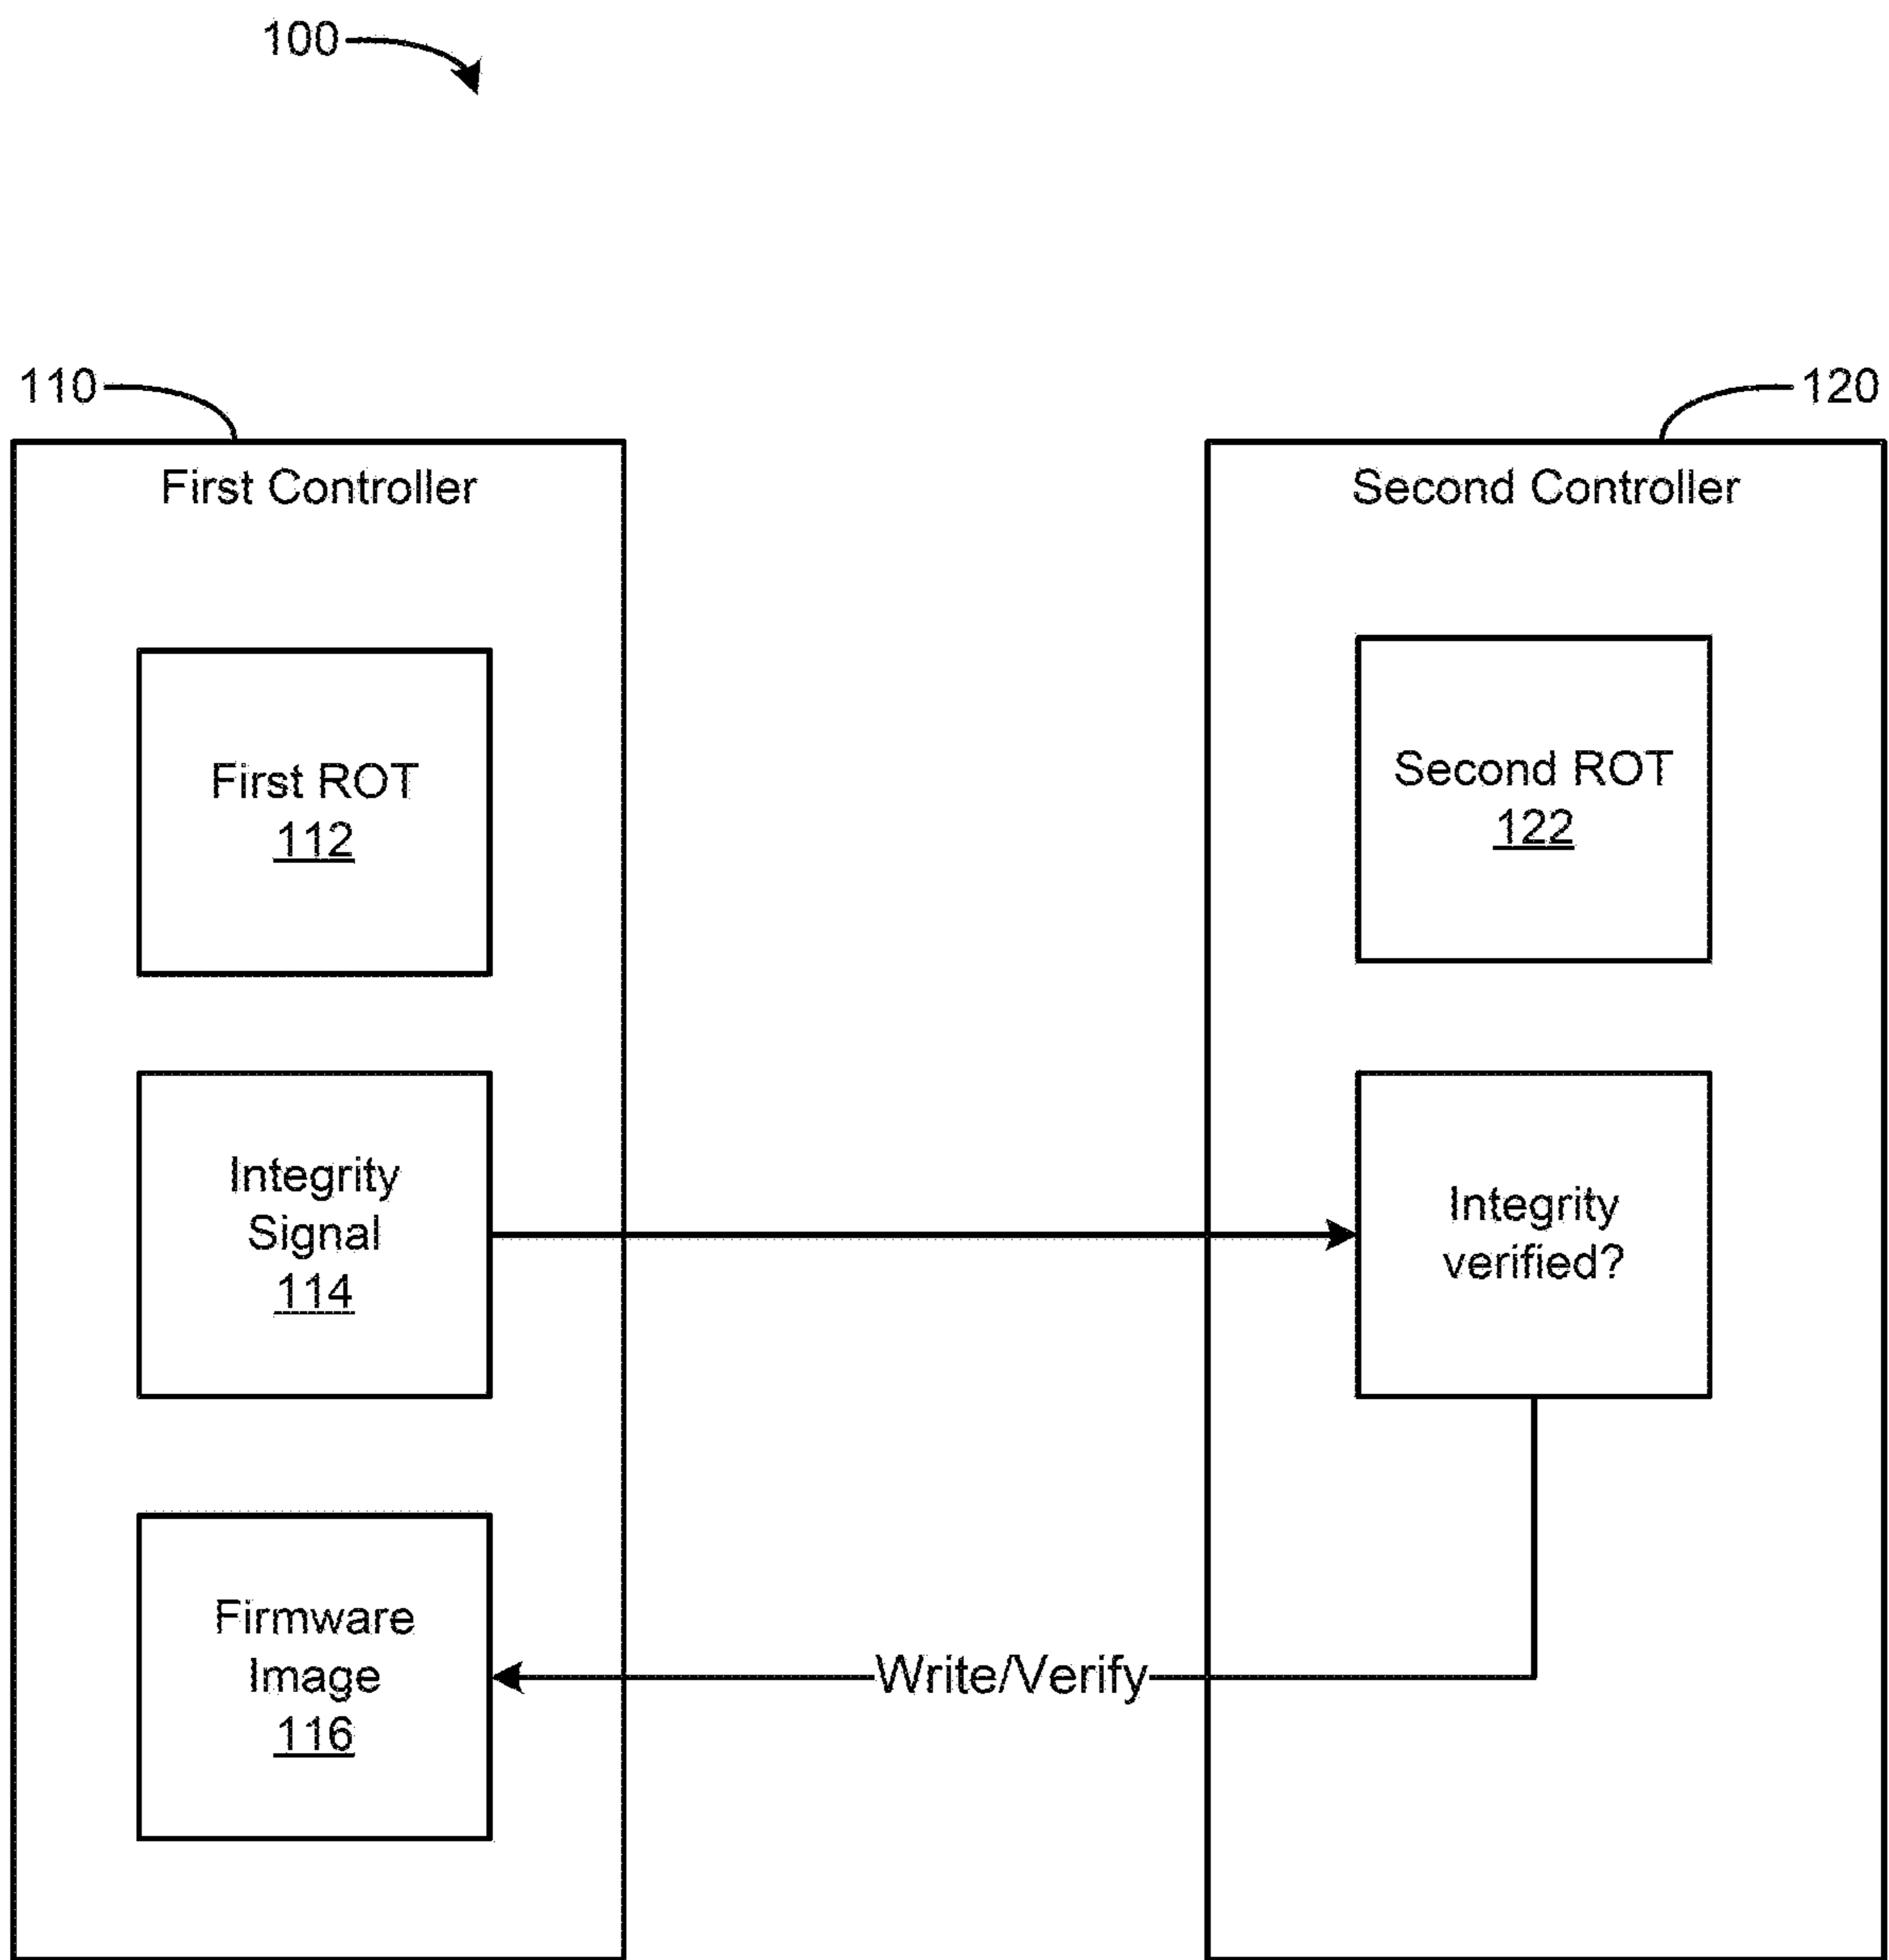 100
110
120
First Controller
Second Controller
First ROT
112
Second ROT
122
Integrity
Signal
114
Integrity
verified?
Firmware
Image
116
Write/Verify